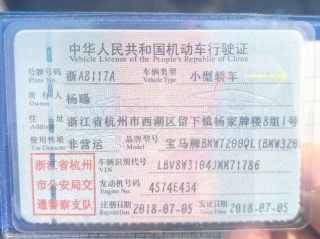 中华人民共和国机动车行驶证
Vehicle License of the People's Republic of China
号牌号码 浙A8117A 车辆类型 小型轿车
Plate No. Vehicle Type
所有人 杨暘
Owner
住址 浙江省杭州市西湖区留下镇杨家牌楼8组1号
Address
使用性质 非营运 品牌型号 宝马牌BMW7200QL(BMW320
Use Character Model
浙江省杭州
市公安局交
通警察支队
车辆识别代号 LBV8W3104JMK71786
VIN
发动机号码 4574E434
Engine No.
注册日期 2018-07-05 发证日期 2018-07-05
Register Date Issue Date